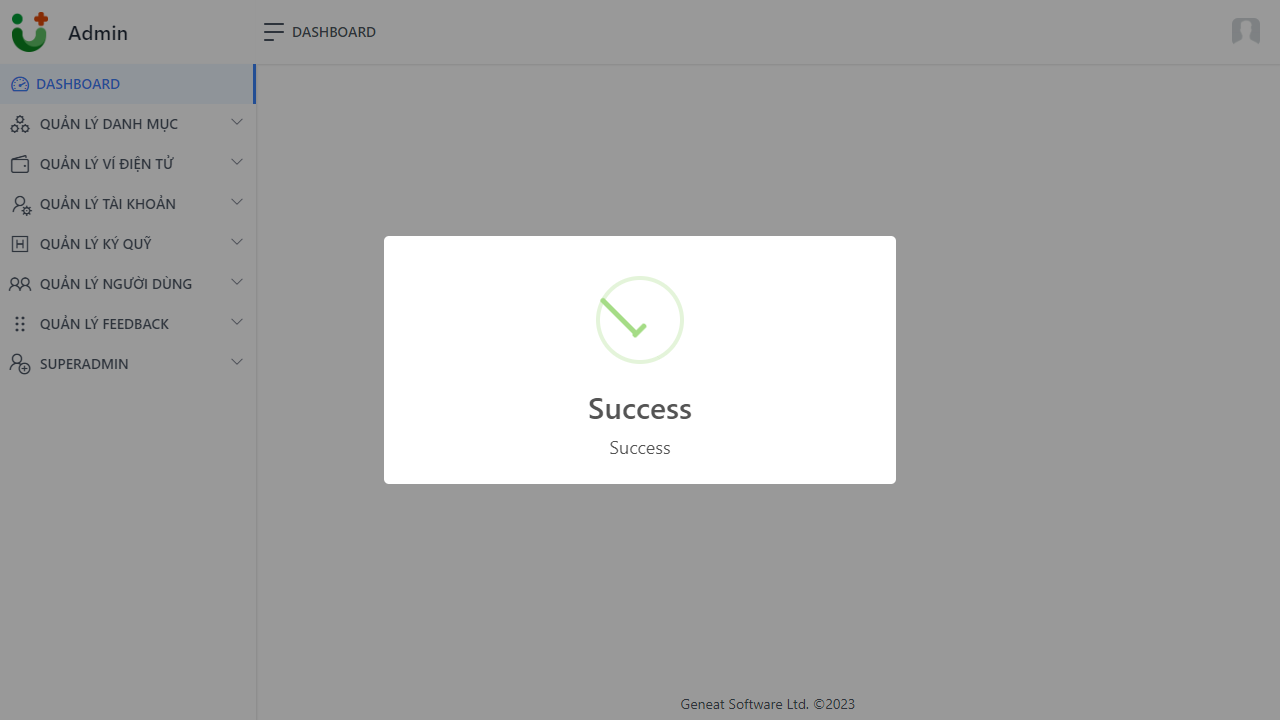 Admin
DASHBOARD
DASHBOARD
QUẢN LÝ DANH MỤC
QUẢN LÝ VÍ ĐIỆN TỬ
QUẢN LÝ TÀI KHOẢN
QUẢN LÝ KÝ QUỸ
QUẢN LÝ NGƯỜI DÙNG
QUẢN LÝ FEEDBACK
SUPERADMIN
Success
Success
Geneat Software Ltd. ©2023